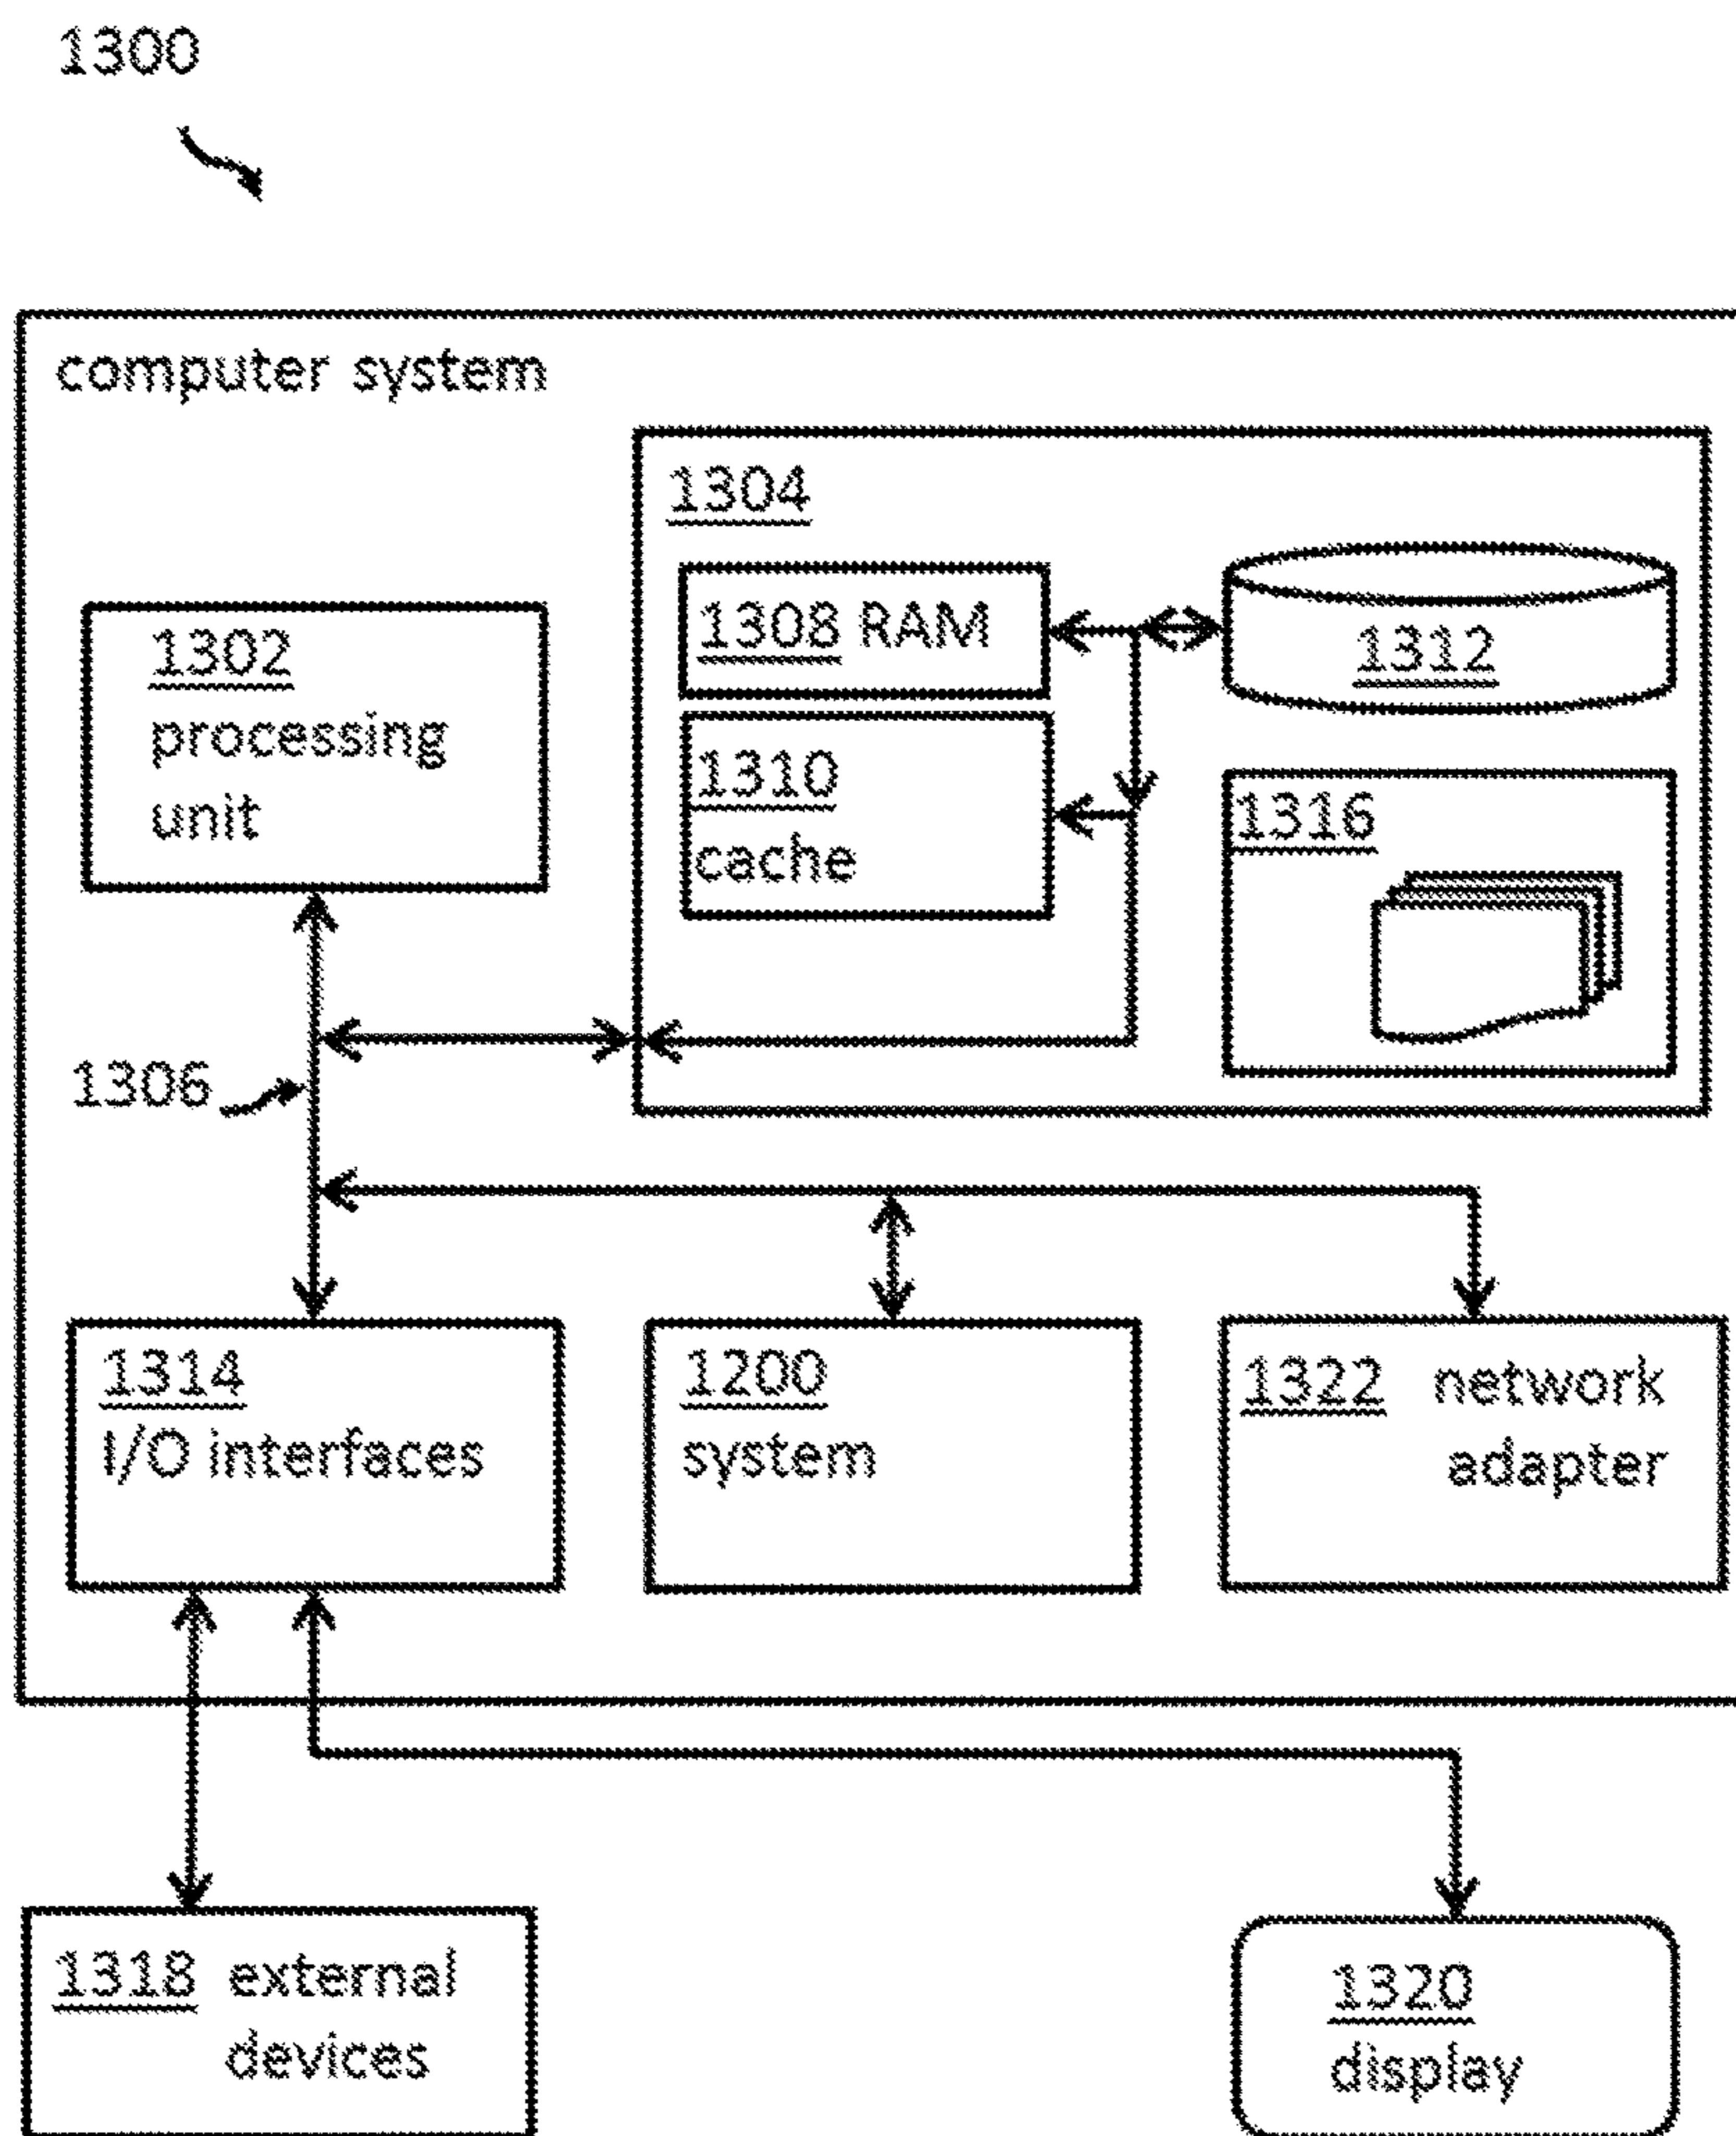 1300
computer system
1304
1308 RAM
1312
1302
processing
unit
1310
cache
1316
1306
1314
I/O interfaces
1200
system
1322 network
adapter
1318 external
devices
1320
display